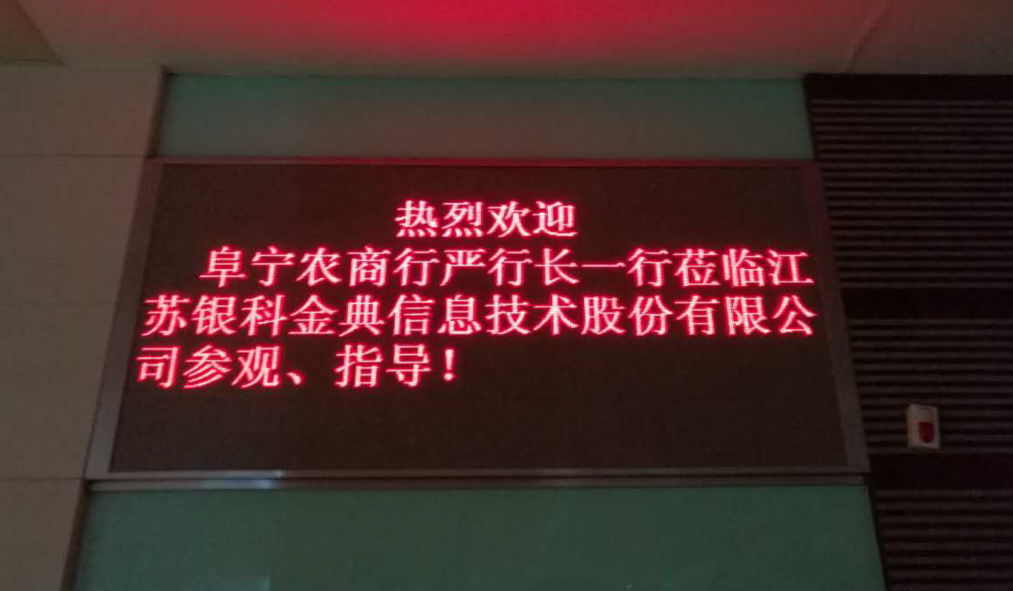 热烈欢迎
阜宁农商行严行长一行莅临江
苏银科金典信息技术股份有限公
司参观、指导！